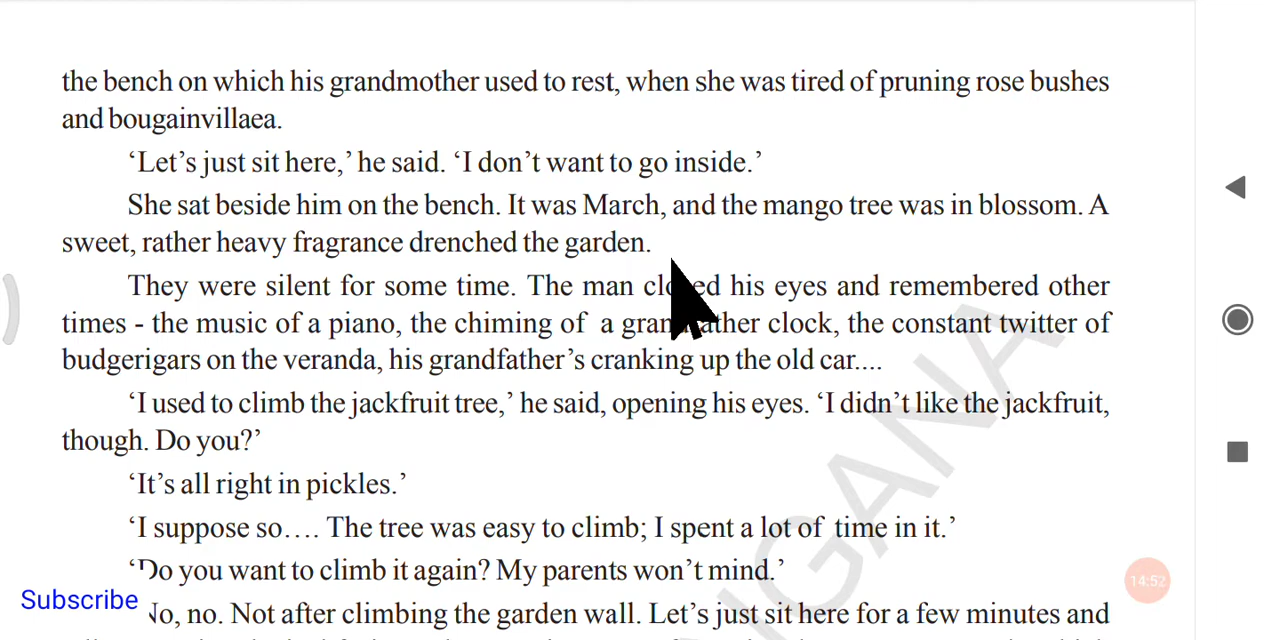 the bench on which his grandmother used to rest, when she was tired of pruning rose bushes
and bougainvillaea.
‘Let’s just sit here,’ he said. ‘I don’t want to go inside.’
She sat beside him on the bench. It was March, and the mango tree was in blossom. A
sweet, rather heavy fragrance drenched the garden.
They were silent for some time. The man closed his eyes and remembered other
times - the music of a piano, the chiming of a grandfather clock, the constant twitter of
budgerigars on the veranda, his grandfather’s cranking up the old car....
‘I used to climb the jackfruit tree,’ he said, opening his eyes. ‘I didn’t like the jackfruit,
though. Do you?’
‘It’s all right in pickles.’
‘I suppose so…. The tree was easy to climb; I spent a lot of time in it.’
‘Do you want to climb it again? My parents won’t mind.’
No, no. Not after climbing the garden wall. Let’s just sit here for a few minutes and
Subscribe
14:52
NGANA